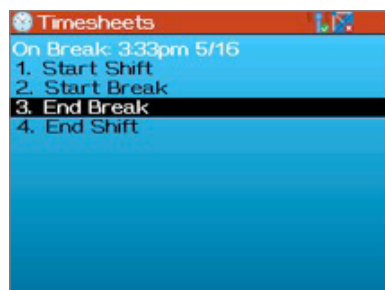 Timesheets
On Break: 3:33pm 5/16
1. Start Shift
2. Start Break
3. End Break
4. End Shift